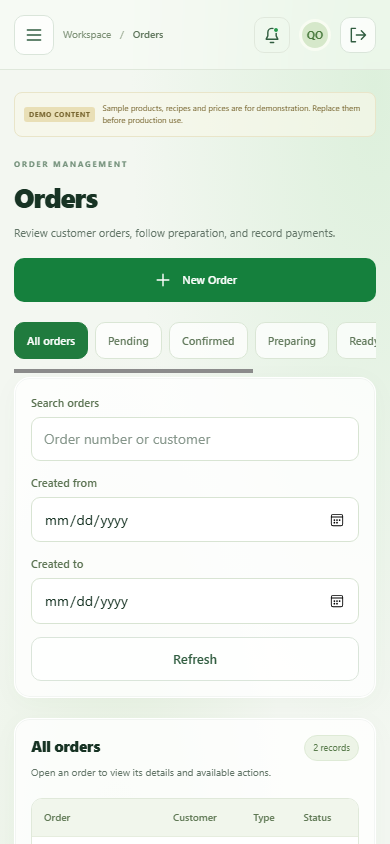 Workspace / Orders
QO
DEMO CONTENT
Sample products, recipes and prices are for demonstration. Replace them
before production use.
ORDER MANAGEMENT
Orders
Review customer orders, follow preparation, and record payments.
New Order
All orders Pending Confirmed Preparing Ready
Search orders
Order number or customer
Created from
mm/dd/yyyy
Created to
mm/dd/yyyy
Refresh
All orders
2 records
Open an order to view its details and available actions.
Order Customer Type Status